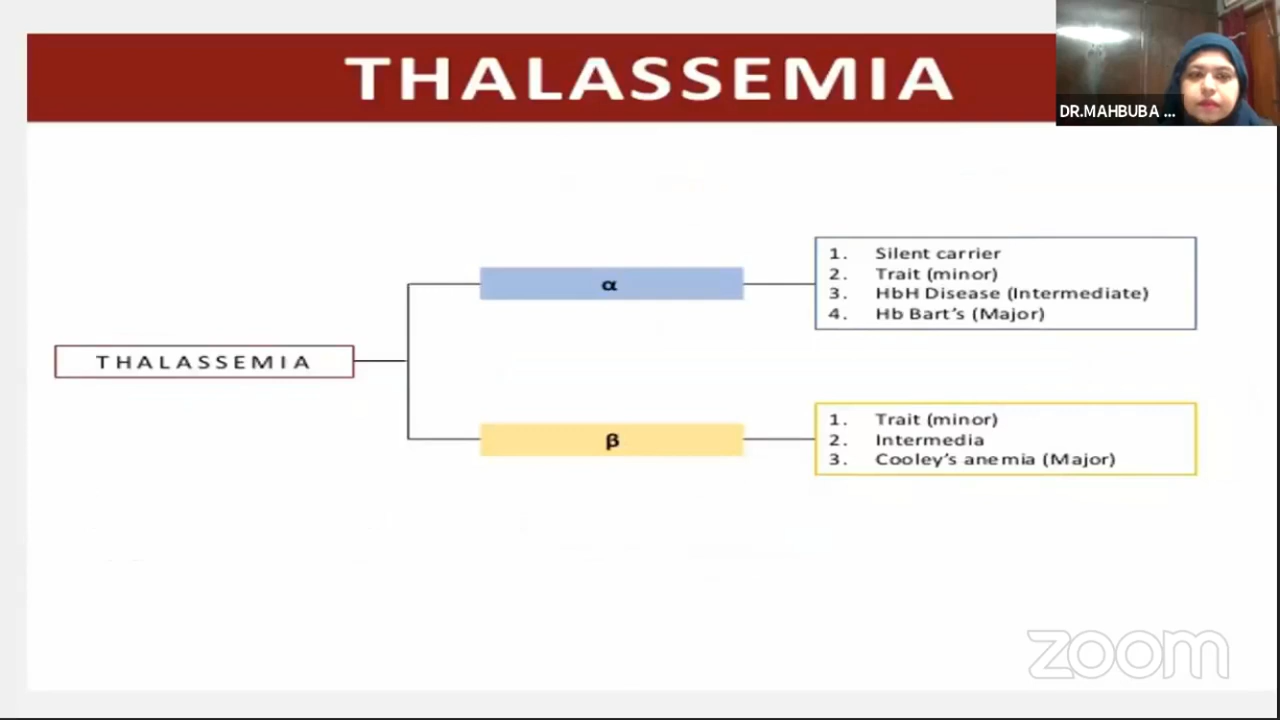 THALASSEMIA
DR.MAHBUBA ...
THALASSEMIA
α
1. Silent carrier
2. Trait (minor)
3. HbH Disease (Intermediate)
4. Hb Bart's (Major)
β
1. Trait (minor)
2. Intermedia
3. Cooley's anemia (Major)
zoom